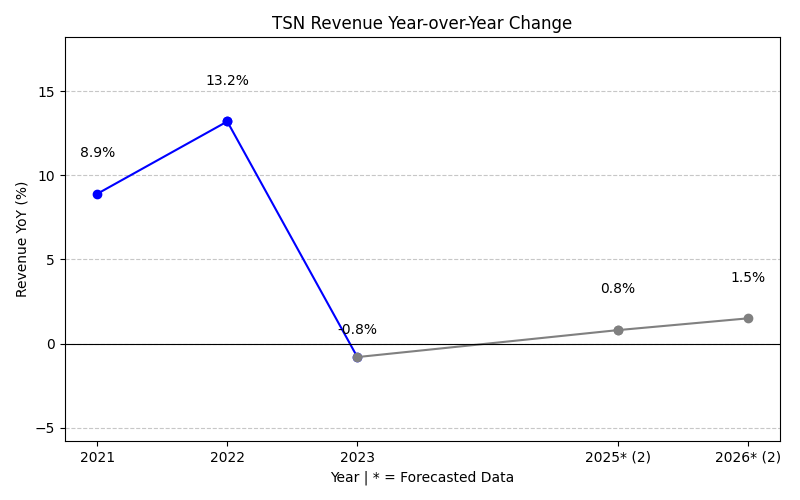 TSN Revenue Year-over-Year Change
Revenue YoY (%)
15
10
5
0
−5
8.9%
13.2%
-0.8%
0.8%
1.5%
2021 2022 2023 2025* (2) 2026* (2)
Year | * = Forecasted Data